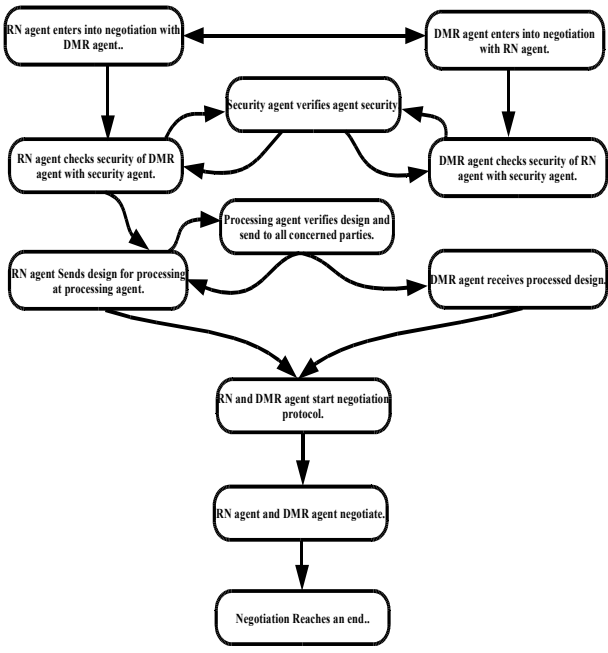 RN agent enters into negotiation with
DMR agent..
DMR agent enters into negotiation
with RN agent.
Security agent verifies agent security
RN agent checks security of DMR
agent with security agent.
DMR agent checks security of RN
agent with security agent.
Processing agent verifies design and
send to all concerned parties.
RN agent Sends design for processing
at processing agent.
DMR agent receives processed design.
RN and DMR agent start negotiation
protocol.
RN agent and DMR agent negotiate.
Negotiation Reaches an end..